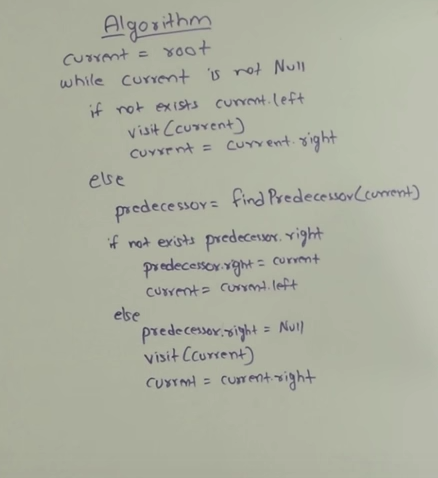 Algorithm
current = root
while current is not Null
if not exists current.left
visit (current)
current = current.right
else
predecessor = find Predecessor (current)
if not exists predecessor.right
predecessor.right = current
current = current.left
else
predecessor.right = Null
visit (current)
current = current.right